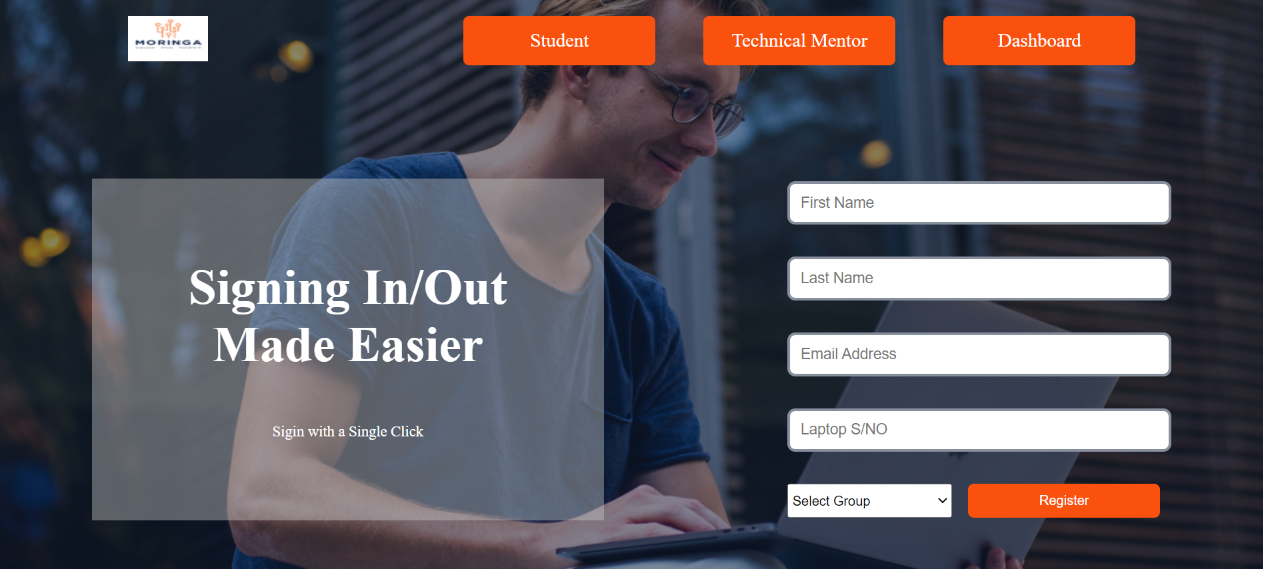 MORINGA
Student
Technical Mentor
Dashboard
Signing In/Out
Made Easier
Sigin with a Single Click
First Name
Last Name
Email Address
Laptop S/NO
Select Group
Register